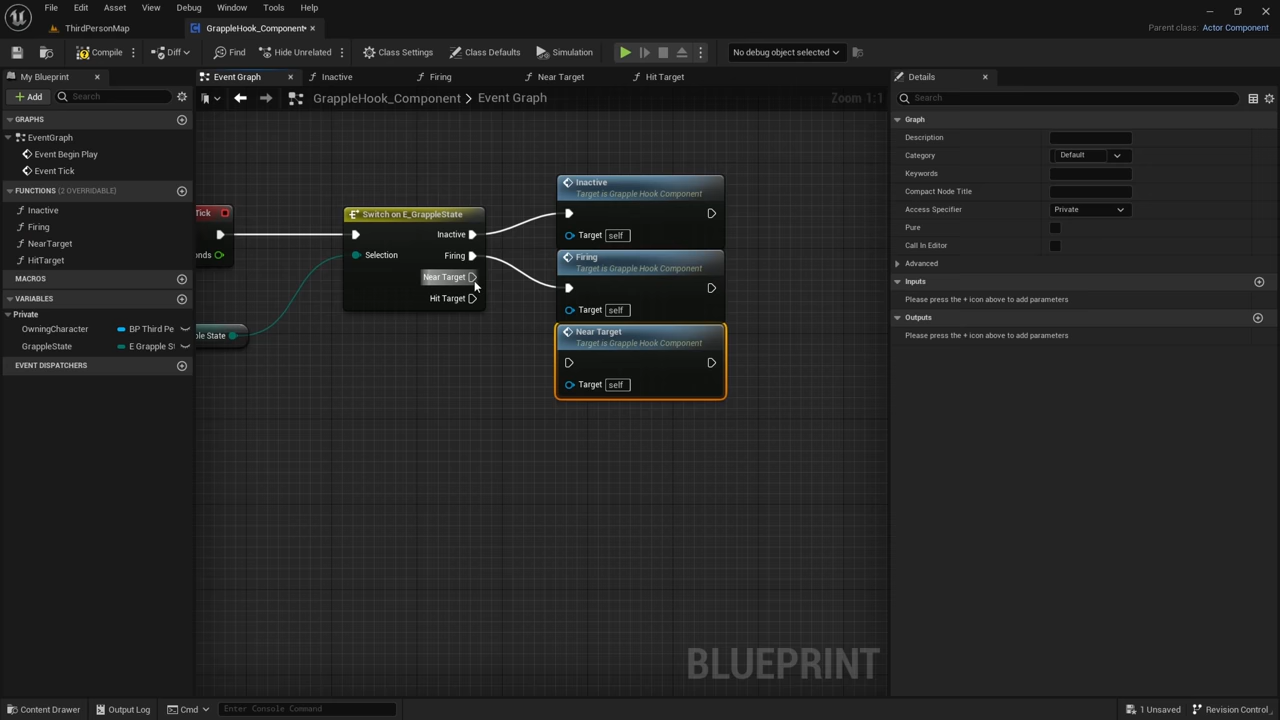 File Edit Asset View Debug Window Tools Help
ThirdPersonMap
GrappleHook_Component•
Parent class: Actor Component
Compile Diff Find Hide Unrelated Class Settings Class Defaults Simulation No debug object selected
My Blueprint
Event Graph Inactive Firing Near Target Hit Target
Details
Add Search
GrappleHook_Component > Event Graph
Zoom 1:1
Search
GRAPHS
EventGraph
Event Begin Play
Event Tick
FUNCTIONS (2 OVERRIDABLE)
Inactive
Firing
NearTarget
HitTarget
MACROS
VARIABLES
Private
OwningCharacter BP Third Pe
GrappleState E Grapple St
EVENT DISPATCHERS
Tick
onds
ple State
Switch on E_GrappleState
Inactive
Selection Firing
Near Target
Hit Target
Inactive
Target is Grapple Hook Component
Target self
Firing
Target is Grapple Hook Component
Target self
Near Target
Target is Grapple Hook Component
Target self
BLUEPRINT
Graph
Description
Category Default
Keywords
Compact Node Title
Access Specifier Private
Pure
Call In Editor
Advanced
Inputs
Please press the + icon above to add parameters
Outputs
Please press the + icon above to add parameters
Content Drawer Output Log Cmd Enter Console Command
1 Unsaved Revision Control